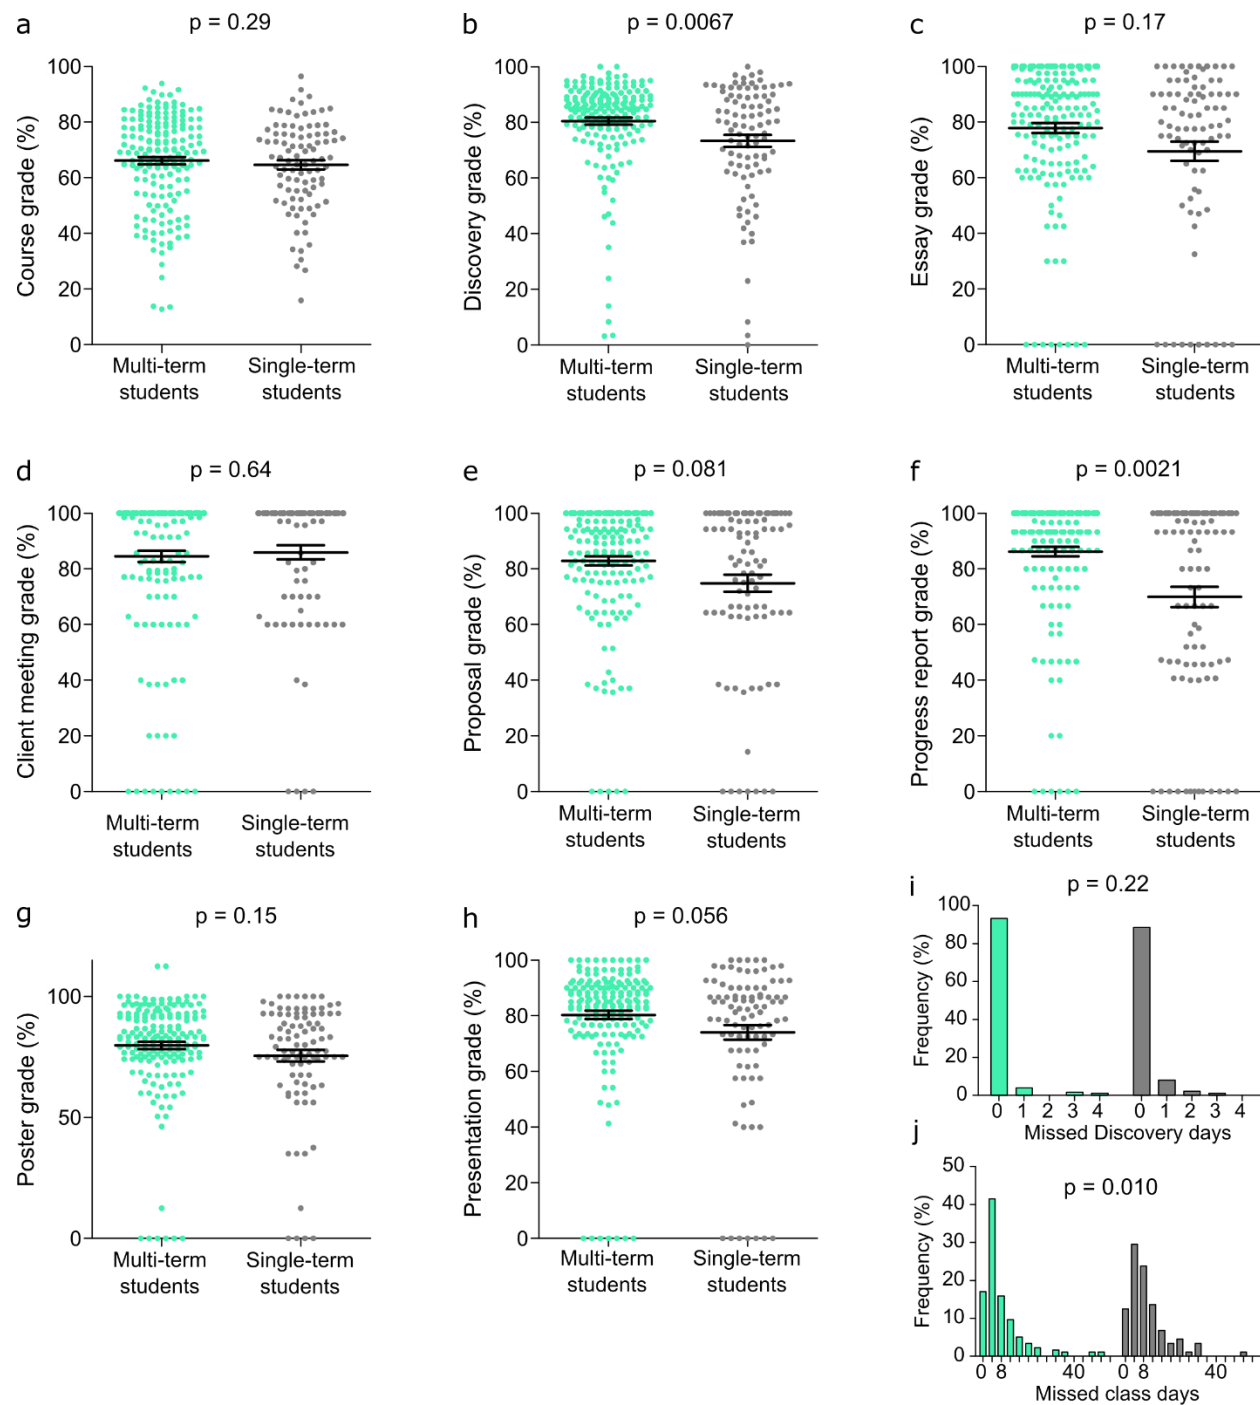 a
p = 0.29
Course grade (%)
100
80
60
40
20
0
Multi-term
students
Single-term
students
b
p = 0.0067
Discovery grade (%)
100
80
60
40
20
0
Multi-term
students
Single-term
students
c
p = 0.17
Essay grade (%)
100
80
60
40
20
0
Multi-term
students
Single-term
students
d
p = 0.64
Client meeting grade (%)
100
80
60
40
20
0
Multi-term
students
Single-term
students
e
p = 0.081
Proposal grade (%)
100
80
60
40
20
0
Multi-term
students
Single-term
students
f
p = 0.0021
Progress report grade (%)
100
80
60
40
20
0
Multi-term
students
Single-term
students
g
p = 0.15
Poster grade (%)
100
50
0
Multi-term
students
Single-term
students
h
p = 0.056
Presentation grade (%)
100
80
60
40
20
0
Multi-term
students
Single-term
students
i
p = 0.22
Frequency (%)
100
80
60
40
20
0
0 1 2 3 4 0 1 2 3 4
Missed Discovery days
j
p = 0.010
Frequency (%)
50
40
30
20
10
0
0 8 40 0 8 40
Missed class days